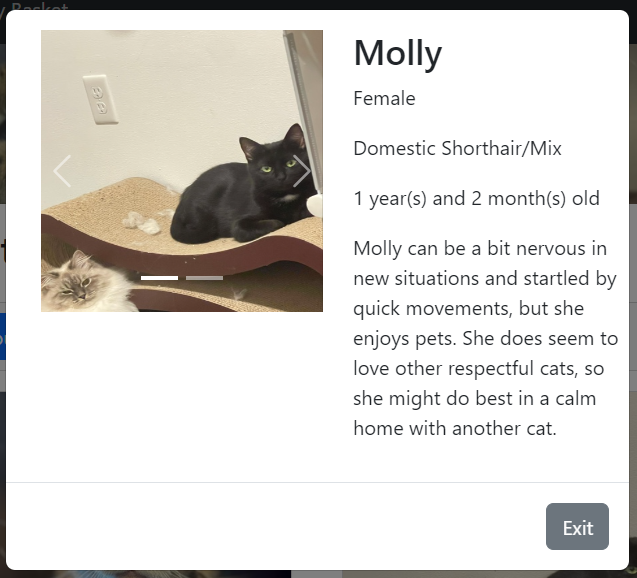 y Basket
Molly
Female
Domestic Shorthair/Mix
1 year(s) and 2 month(s) old
Molly can be a bit nervous in
new situations and startled by
quick movements, but she
enjoys pets. She does seem to
love other respectful cats, so
she might do best in a calm
home with another cat.
Exit